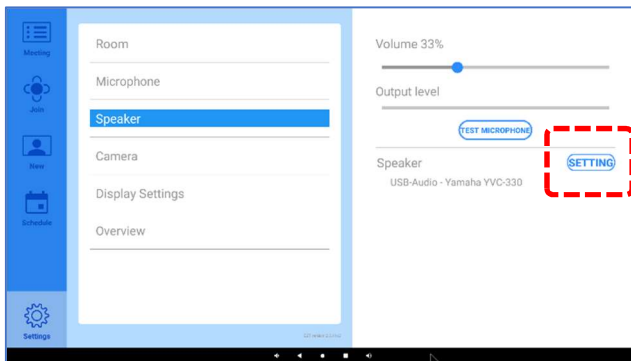 Meeting
Join
New
Schedule
Settings
Room
Microphone
Speaker
Camera
Display Settings
Overview
Volume 33%
Output level
TEST MICROPHONE
Speaker
SETTING
USB-Audio - Yamaha YVC-330